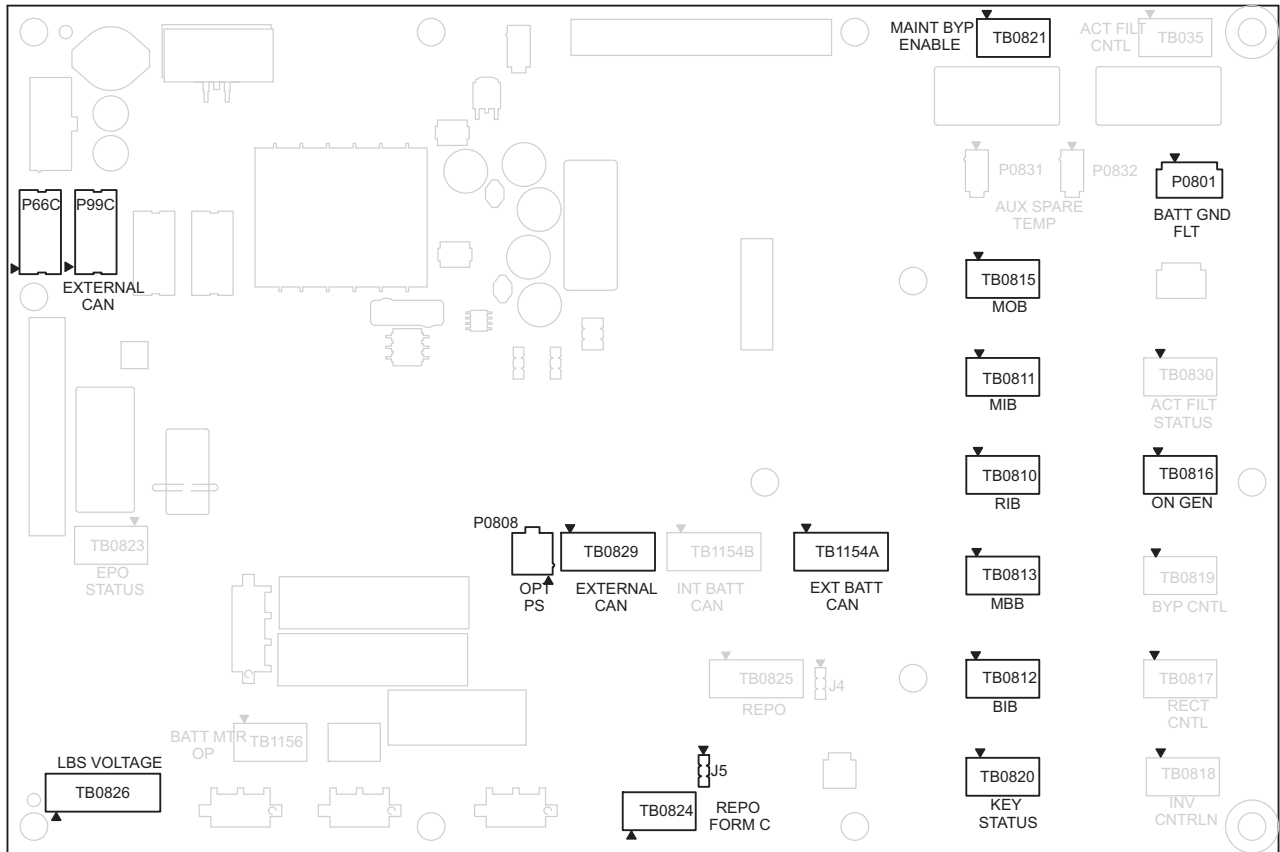 MAINT BYP
ENABLE
TB0821
ACT FILT
CNTL
TB035
P0831
P0832
AUX SPARE
TEMP
P0801
BATT GND
FLT
P66C
P99C
EXTERNAL
CAN
TB0815
MOB
TB0811
MIB
TB0830
ACT FILT
STATUS
TB0810
RIB
TB0816
ON GEN
TB0823
EPO
STATUS
P0808
OPT
PS
TB0829
EXTERNAL
CAN
TB1154B
INT BATT
CAN
TB1154A
EXT BATT
CAN
TB0813
MBB
TB0819
BYP CNTL
TB0825
REPO
J4
TB0812
BIB
TB0817
RECT
CNTL
BATT MTR
OP
TB1156
LBS VOLTAGE
TB0826
J5
TB0824
REPO
FORM C
TB0820
KEY
STATUS
TB0818
INV
CNTRLN